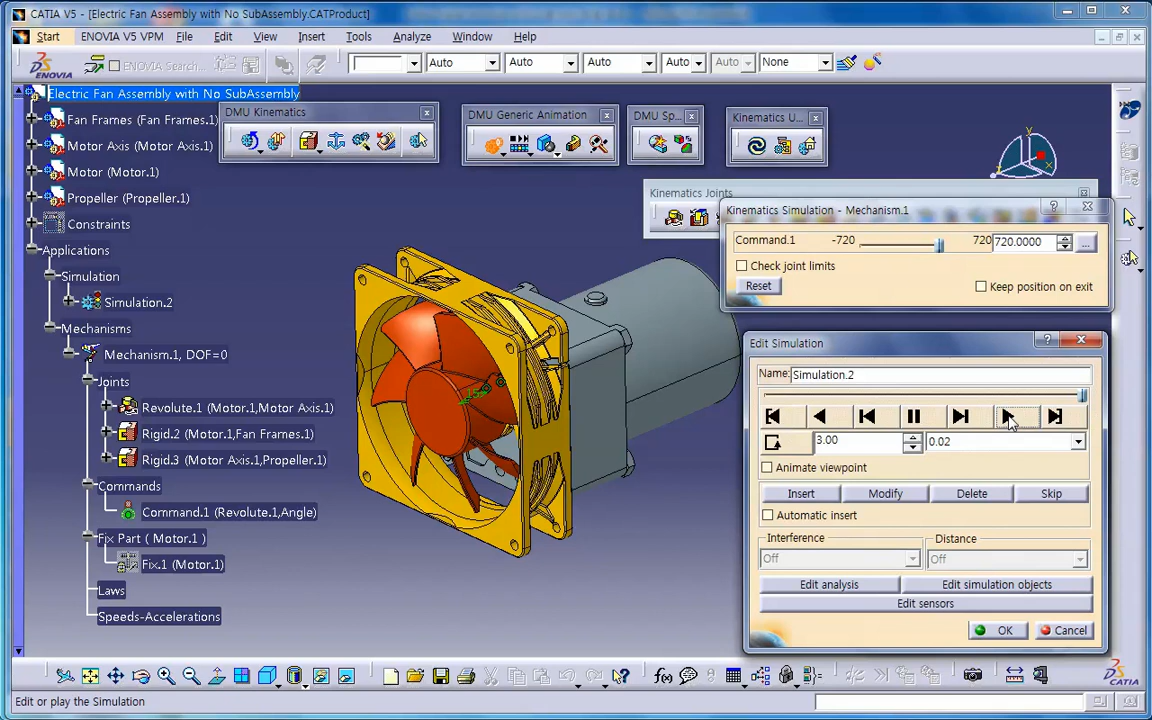 CATIA V5 - [Electric Fan Assembly with No SubAssembly.CATProduct]
Start ENOVIA V5 VPM File Edit View Insert Tools Analyze Window Help
ENOVIA ENOVIA Searchin... Auto Auto Auto Auto Auto None
Electric Fan Assembly with No SubAssembly
Fan Frames (Fan Frames.1)
Motor Axis (Motor Axis.1)
Motor (Motor.1)
Propeller (Propeller.1)
Constraints
Applications
Simulation
Simulation.2
Mechanisms
Mechanism.1, DOF=0
Joints
Revolute.1 (Motor.1,Motor Axis.1)
Rigid.2 (Motor.1,Fan Frames.1)
Rigid.3 (Motor Axis.1,Propeller.1)
Commands
Command.1 (Revolute.1,Angle)
Fix Part ( Motor.1 )
Fix.1 (Motor.1)
Laws
Speeds-Accelerations
DMU Kinematics
DMU Generic Animation
DMU Sp...
Kinematics U...
Kinematics Joints
Kinematics Simulation - Mechanism.1
Command.1 -720 720 720.0000 ...
Check joint limits
Reset Keep position on exit
Edit Simulation
Name: Simulation.2
3.00 0.02
Animate viewpoint
Insert Modify Delete Skip
Automatic insert
Interference Distance
Off Off
Edit analysis Edit simulation objects
Edit sensors
OK Cancel
f(x)
CATIA
Edit or play the Simulation